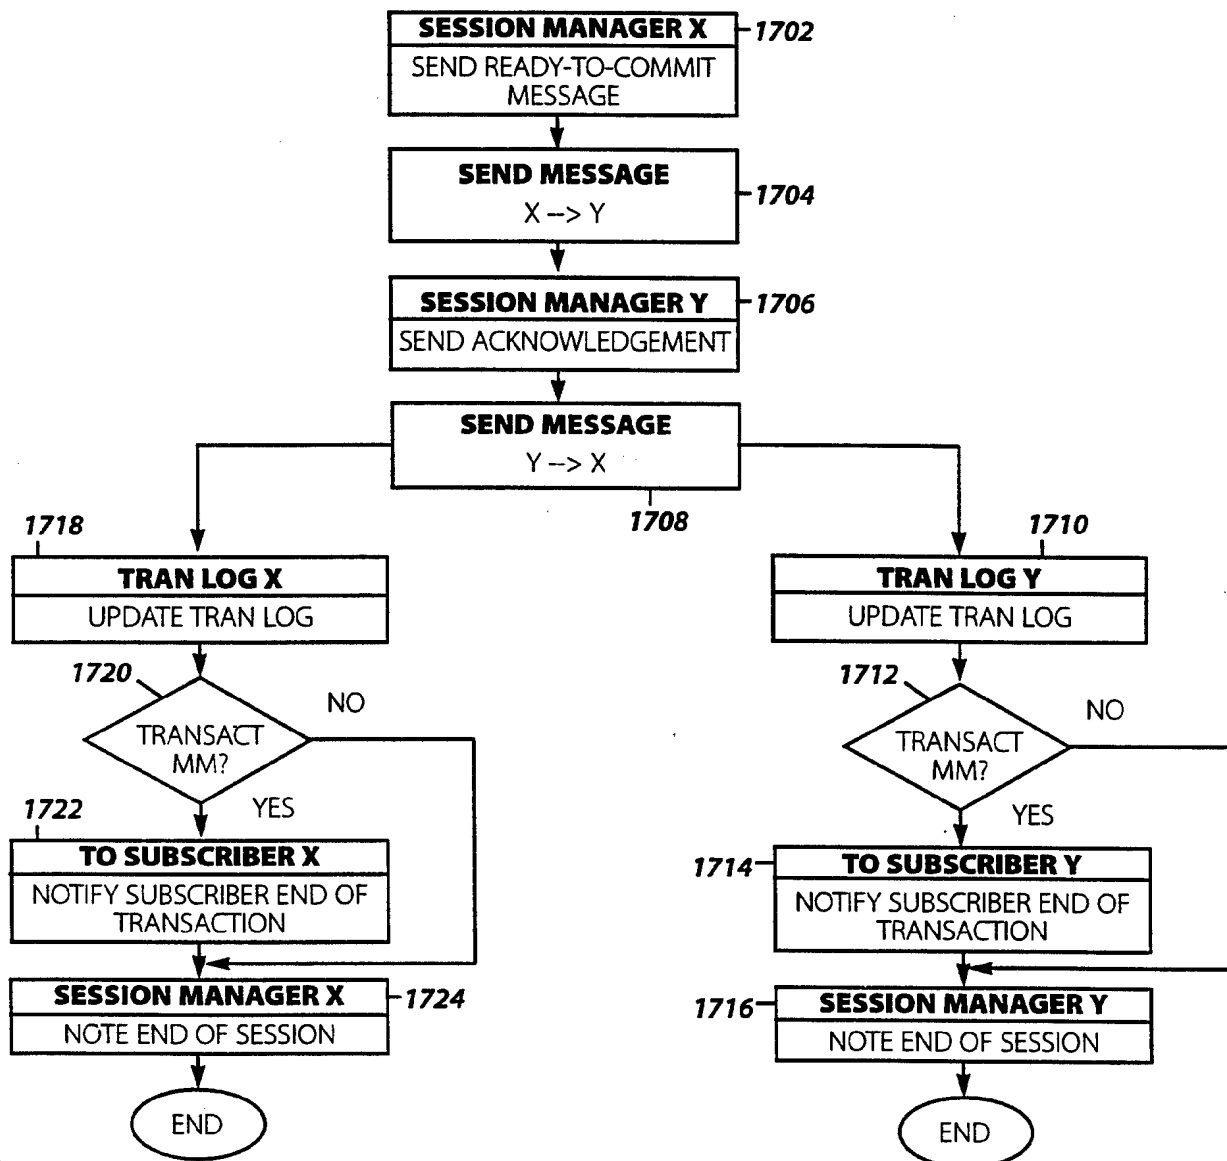 SESSION MANAGER X
1702
SEND READY-TO-COMMIT
MESSAGE
SEND MESSAGE
X --> Y
1704
SESSION MANAGER Y
1706
SEND ACKNOWLEDGEMENT
SEND MESSAGE
Y --> X
1708
1718
TRAN LOG X
UPDATE TRAN LOG
1720
TRANSACT
MM?
NO
YES
1722
TO SUBSCRIBER X
NOTIFY SUBSCRIBER END OF
TRANSACTION
SESSION MANAGER X
1724
NOTE END OF SESSION
END
1710
TRAN LOG Y
UPDATE TRAN LOG
1712
TRANSACT
MM?
NO
YES
1714
TO SUBSCRIBER Y
NOTIFY SUBSCRIBER END OF
TRANSACTION
1716
SESSION MANAGER Y
NOTE END OF SESSION
END